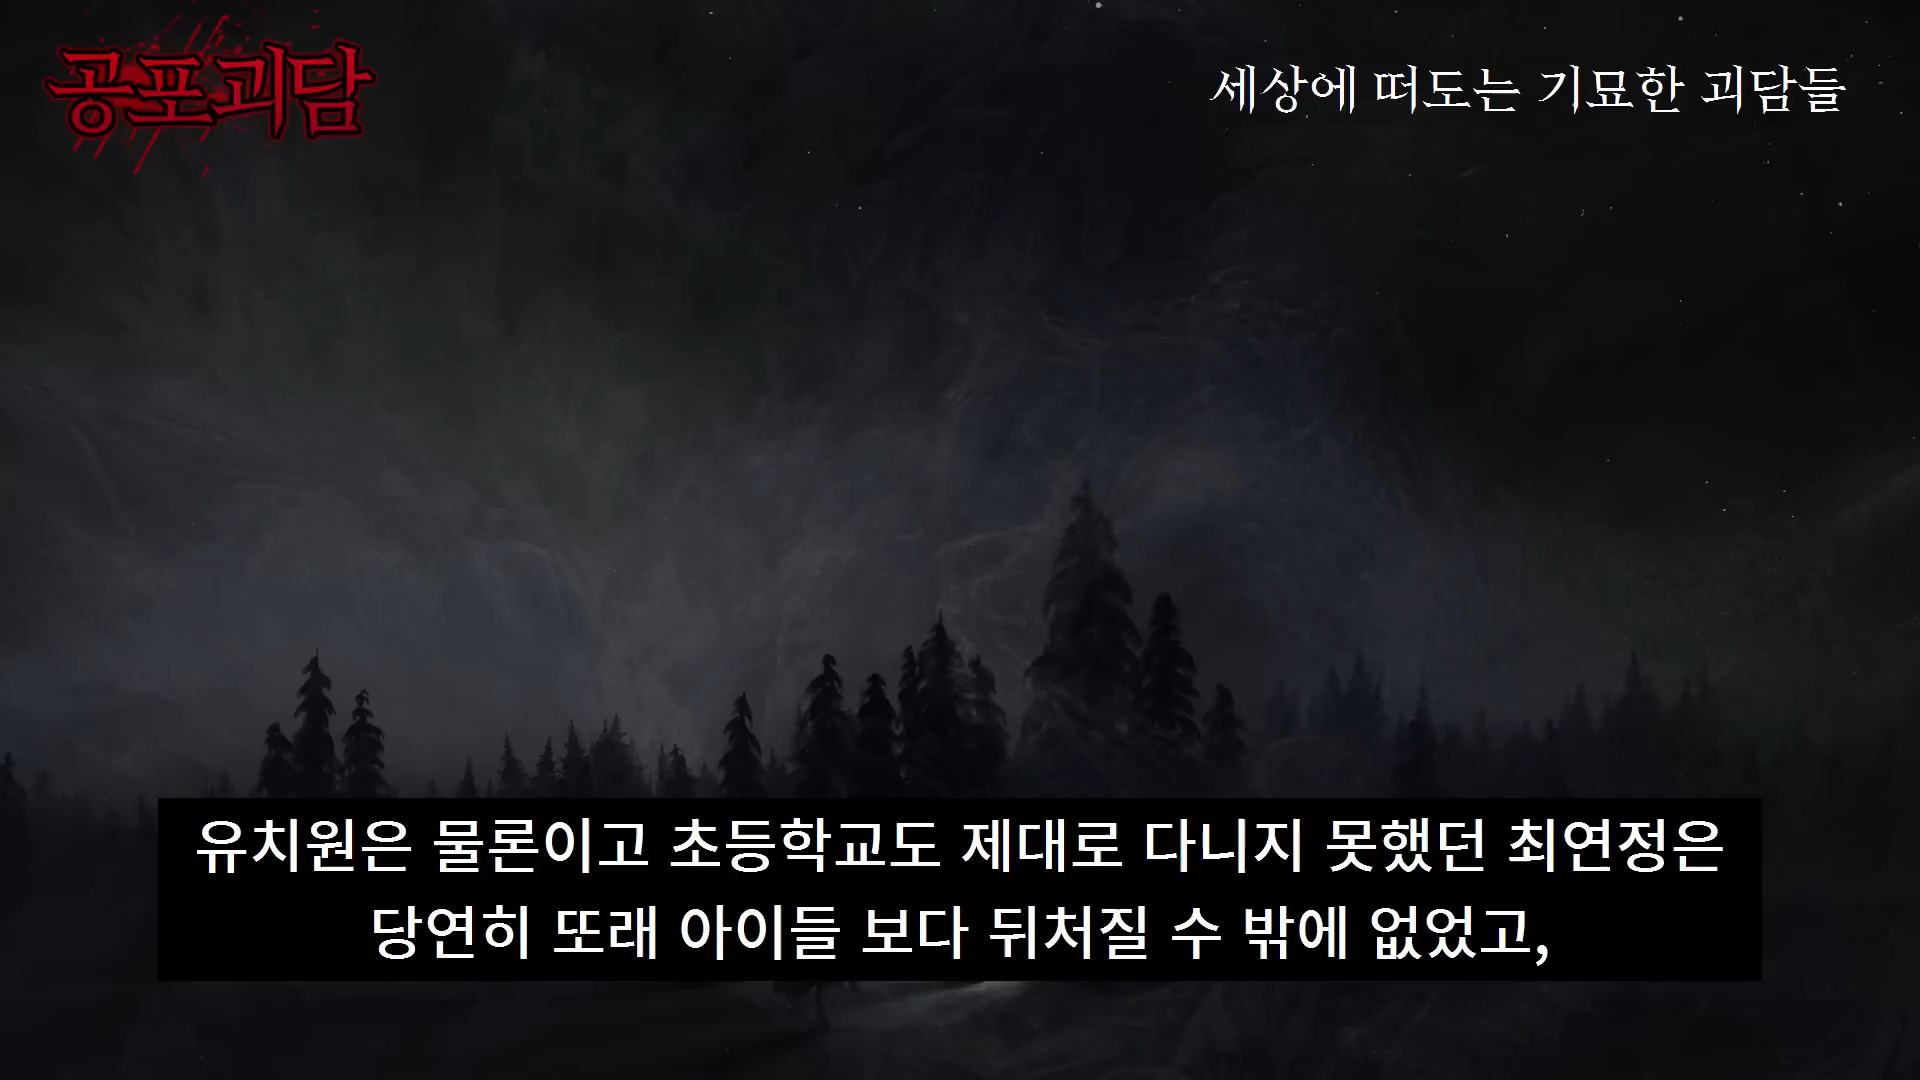 공포괴담
세상에 떠도는 기묘한 괴담들
유치원은 물론이고 초등학교도 제대로 다니지 못했던 최연정은
당연히 또래 아이들 보다 뒤처질 수 밖에 없었고,